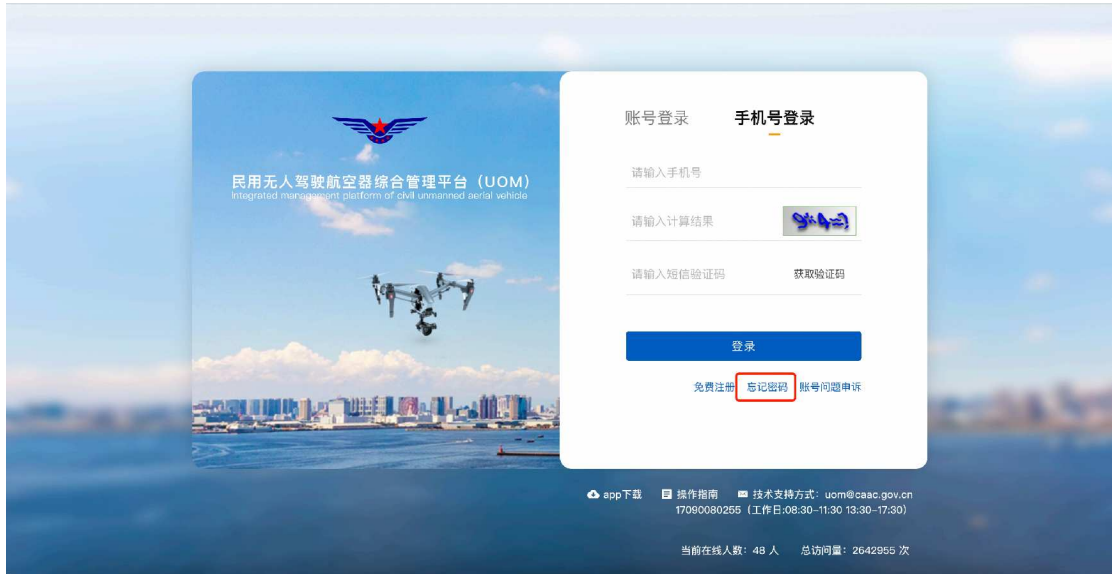 民用无人驾驶航空器综合管理平台（UOM）
Integrated management platform of civil unmanned aerial vehicle
账号登录 手机号登录
请输入手机号
请输入计算结果
请输入短信验证码 获取验证码
登录
免费注册 忘记密码 账号问题申诉
app下载 操作指南 技术支持方式：uom@caac.gov.cn
17090080255（工作日:08:30-11:30 13:30-17:30）
当前在线人数：48 人 总访问量：2642955 次